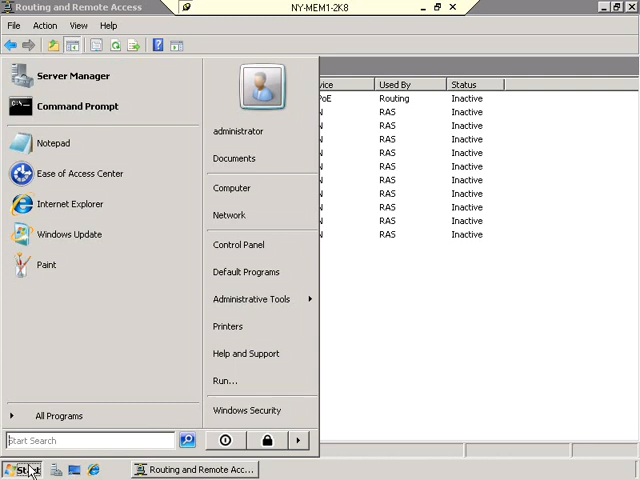 Routing and Remote Access
NY-MEM1-2K8
File Action View Help
Server Manager
Command Prompt
Notepad
Ease of Access Center
Internet Explorer
Windows Update
Paint
All Programs
Start Search
administrator
Documents
Computer
Network
Control Panel
Default Programs
Administrative Tools
Printers
Help and Support
Run...
Windows Security
Used By Status
Routing Inactive
RAS Inactive
RAS Inactive
RAS Inactive
RAS Inactive
RAS Inactive
RAS Inactive
RAS Inactive
RAS Inactive
RAS Inactive
RAS Inactive
Start
Routing and Remote Acc...